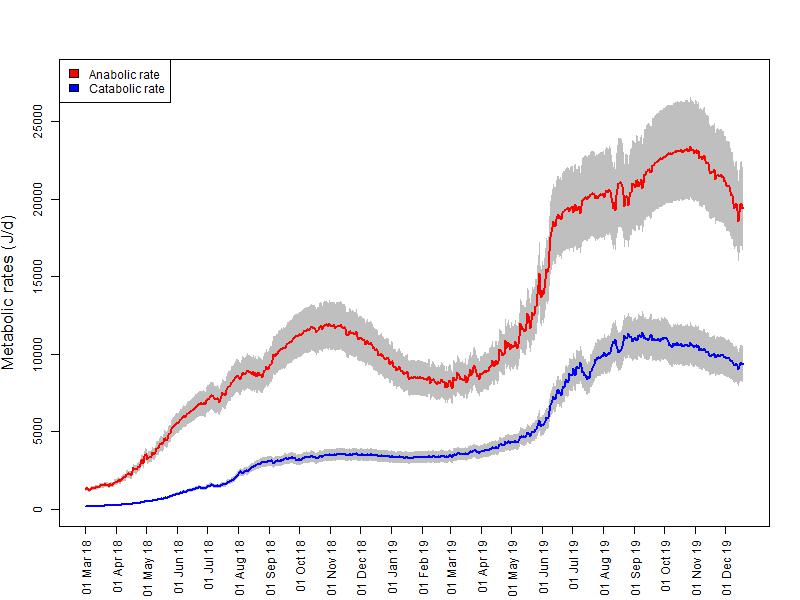 Anabolic rate
Catabolic rate
Metabolic rates (J/d)
25000
20000
15000
10000
5000
0
01 Mar 18
01 Apr 18
01 May 18
01 Jun 18
01 Jul 18
01 Aug 18
01 Sep 18
01 Oct 18
01 Nov 18
01 Dec 18
01 Jan 19
01 Feb 19
01 Mar 19
01 Apr 19
01 May 19
01 Jun 19
01 Jul 19
01 Aug 19
01 Sep 19
01 Oct 19
01 Nov 19
01 Dec 19